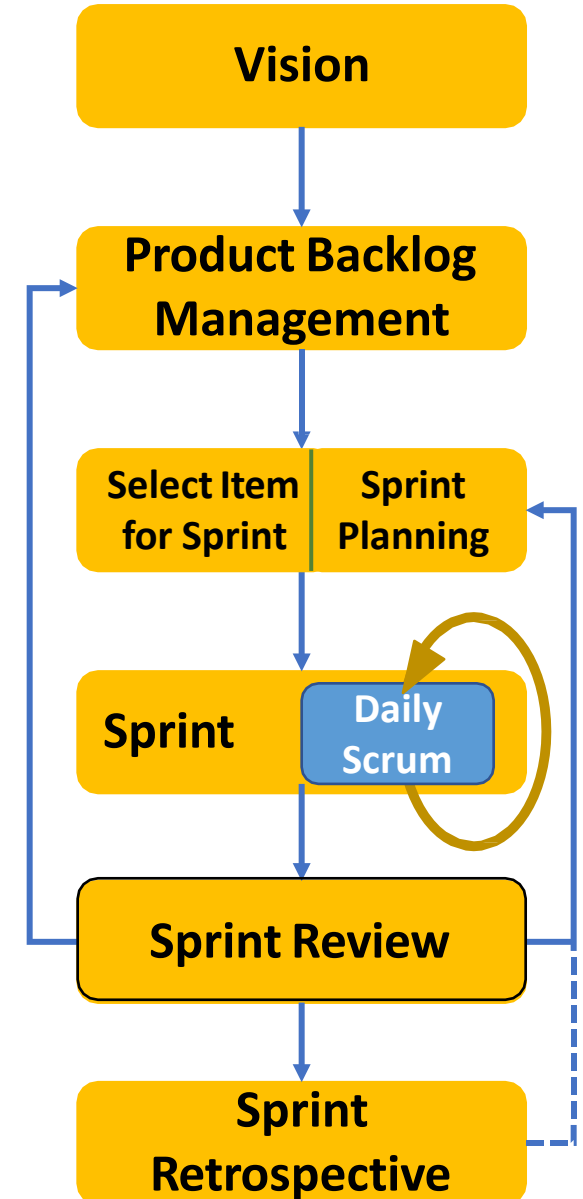 Vision
Product Backlog
Management
Select Item
for Sprint
Sprint
Planning
Sprint
Daily
Scrum
Sprint Review
Sprint
Retrospective